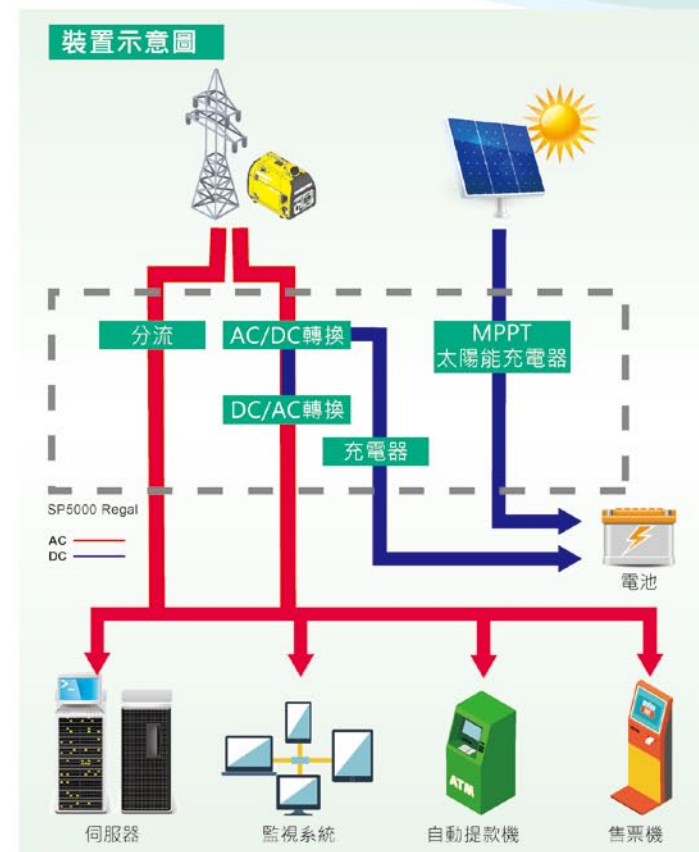 裝置示意圖
分流
AC/DC轉換
MPPT
太陽能充電器
DC/AC轉換
充電器
SP5000 Regal
AC
DC
電池
>_
ATM
伺服器
監視系統
自動提款機
售票機